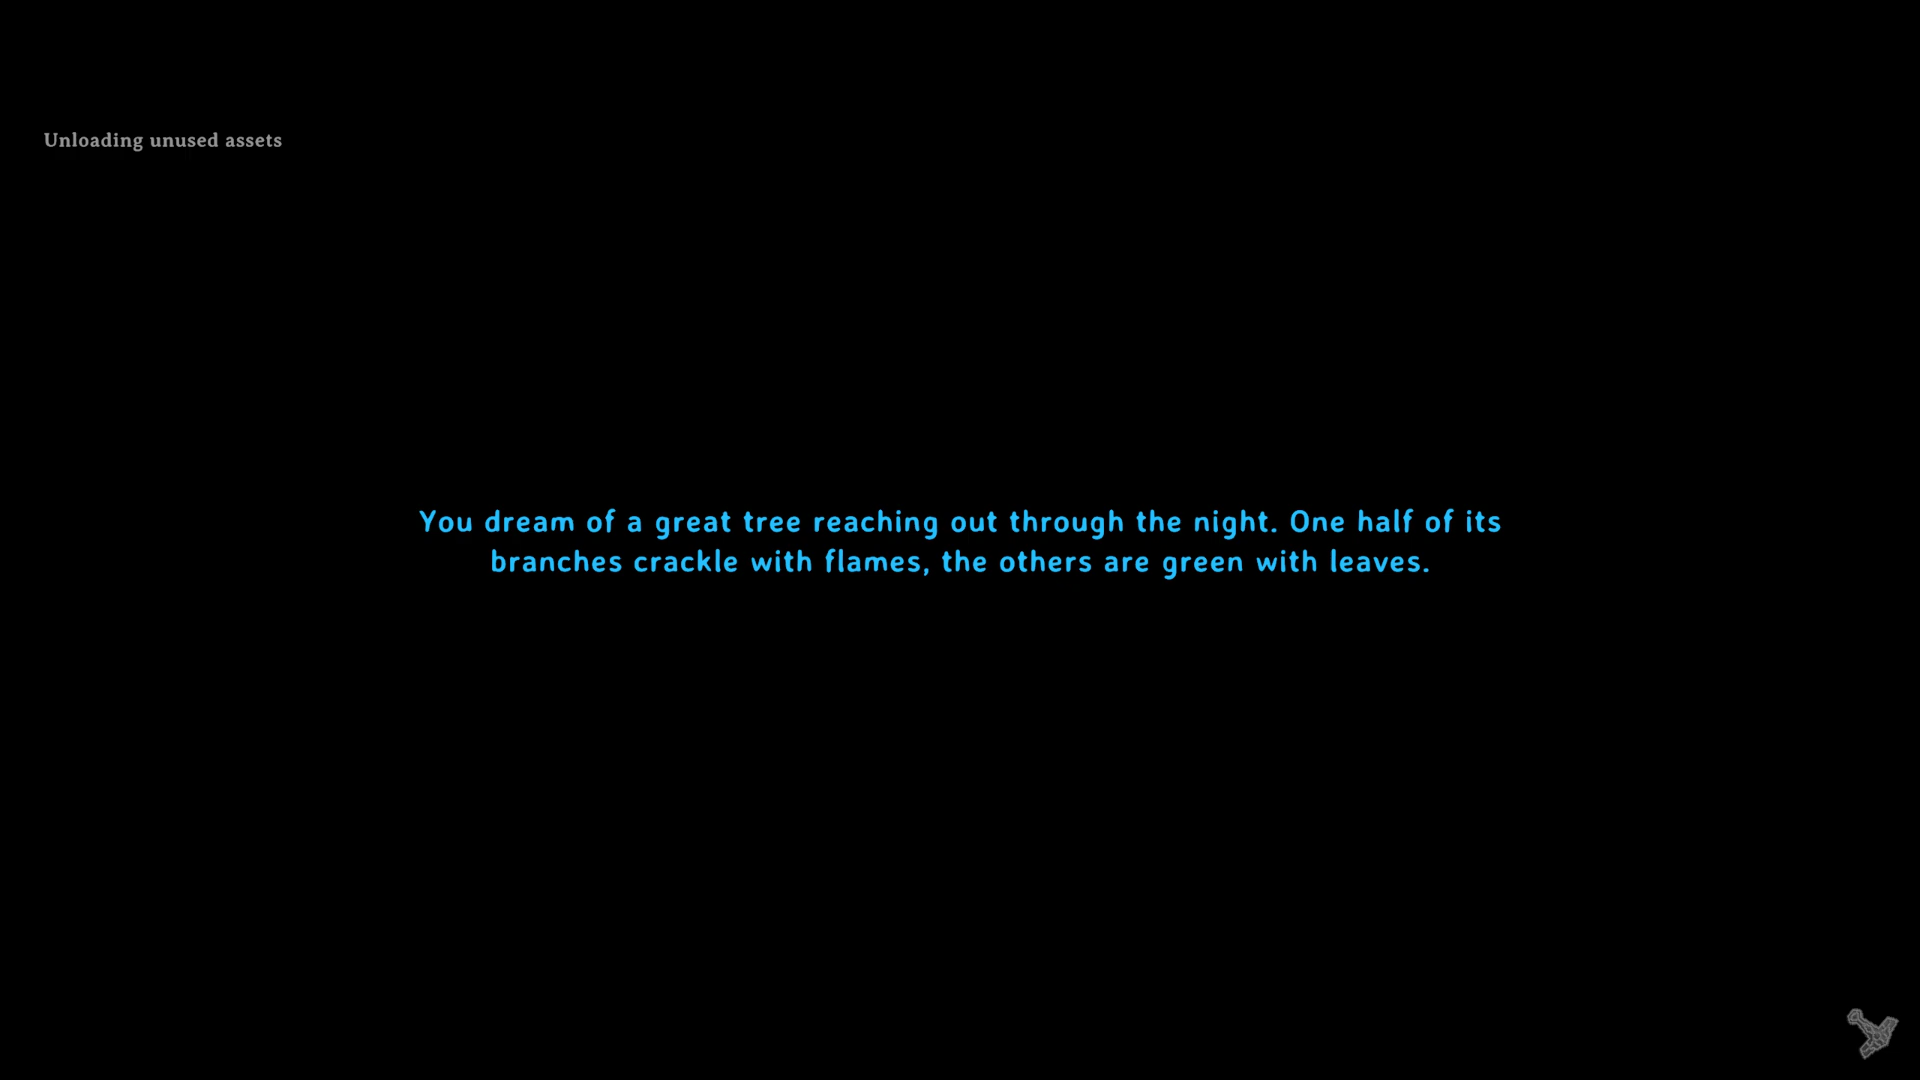 Unloading unused assets
You dream of a great tree reaching out through the night. One half of its
branches crackle with flames, the others are green with leaves.